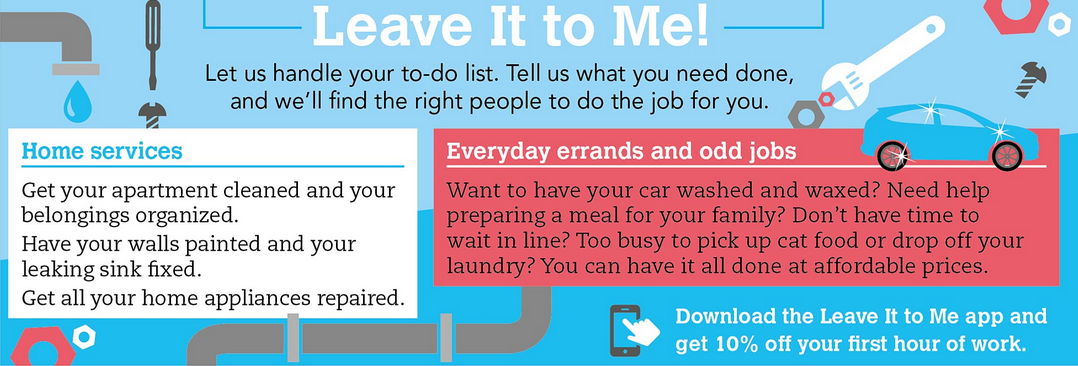 Leave It to Me!
Let us handle your to-do list. Tell us what you need done,
and we'll find the right people to do the job for you.
Home services
Get your apartment cleaned and your
belongings organized.
Have your walls painted and your
leaking sink fixed.
Get all your home appliances repaired.
Everyday errands and odd jobs
Want to have your car washed and waxed? Need help
preparing a meal for your family? Don't have time to
wait in line? Too busy to pick up cat food or drop off your
laundry? You can have it all done at affordable prices.
Download the Leave It to Me app and
get 10% off your first hour of work.